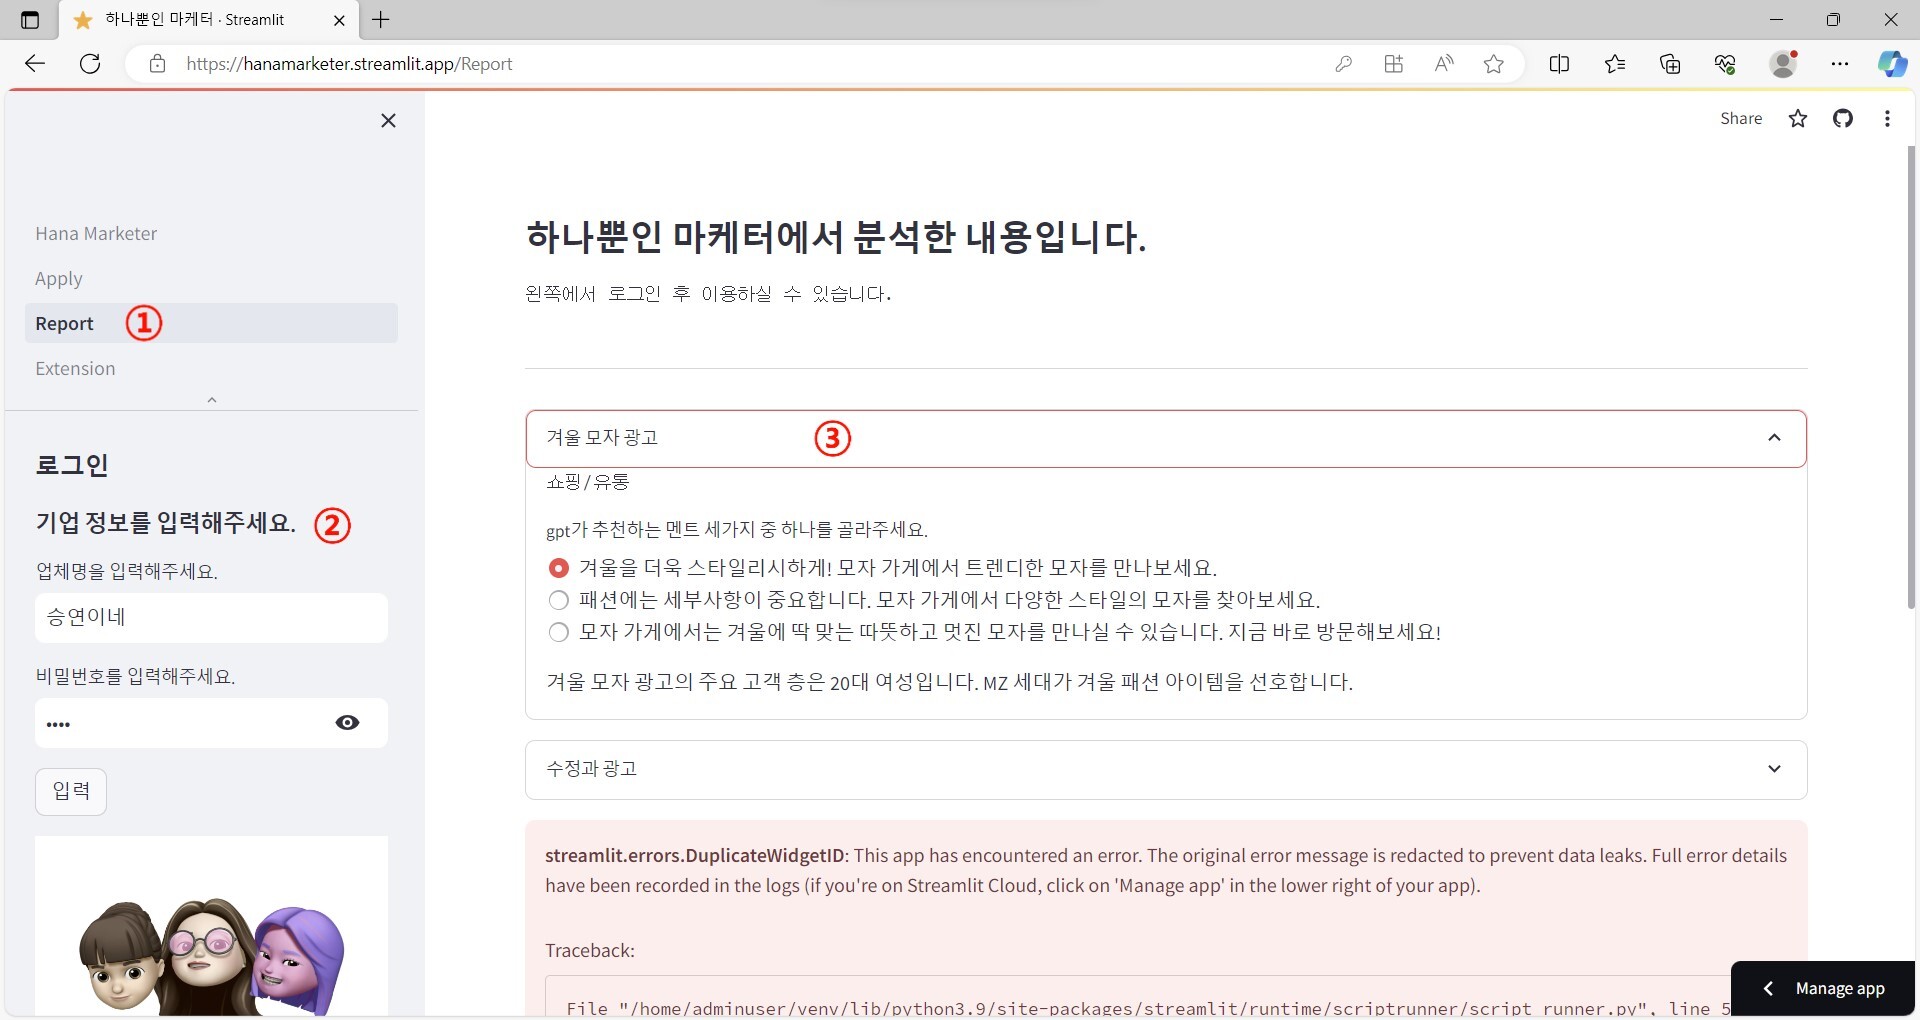 하나뿐인 마케터 · Streamlit
https://hanamarketer.streamlit.app/Report
Share
Hana Marketer
Apply
Report ①
Extension
로그인
기업 정보를 입력해주세요. ②
업체명을 입력해주세요.
승연이네
비밀번호를 입력해주세요.
••••
입력
하나뿐인 마케터에서 분석한 내용입니다.
왼쪽에서 로그인 후 이용하실 수 있습니다.
겨울 모자 광고 ③
쇼핑/유통
gpt가 추천하는 멘트 세가지 중 하나를 골라주세요.
겨울을 더욱 스타일리시하게! 모자 가게에서 트렌디한 모자를 만나보세요.
패션에는 세부사항이 중요합니다. 모자 가게에서 다양한 스타일의 모자를 찾아보세요.
모자 가게에서는 겨울에 딱 맞는 따뜻하고 멋진 모자를 만나실 수 있습니다. 지금 바로 방문해보세요!
겨울 모자 광고의 주요 고객 층은 20대 여성입니다. MZ 세대가 겨울 패션 아이템을 선호합니다.
수정과 광고
streamlit.errors.DuplicateWidgetID: This app has encountered an error. The original error message is redacted to prevent data leaks. Full error details
have been recorded in the logs (if you're on Streamlit Cloud, click on 'Manage app' in the lower right of your app).
Traceback:
File "/home/adminuser/venv/lib/python3.9/site-packages/streamlit/runtime/scriptrunner/script_runner.py", line 5
Manage app